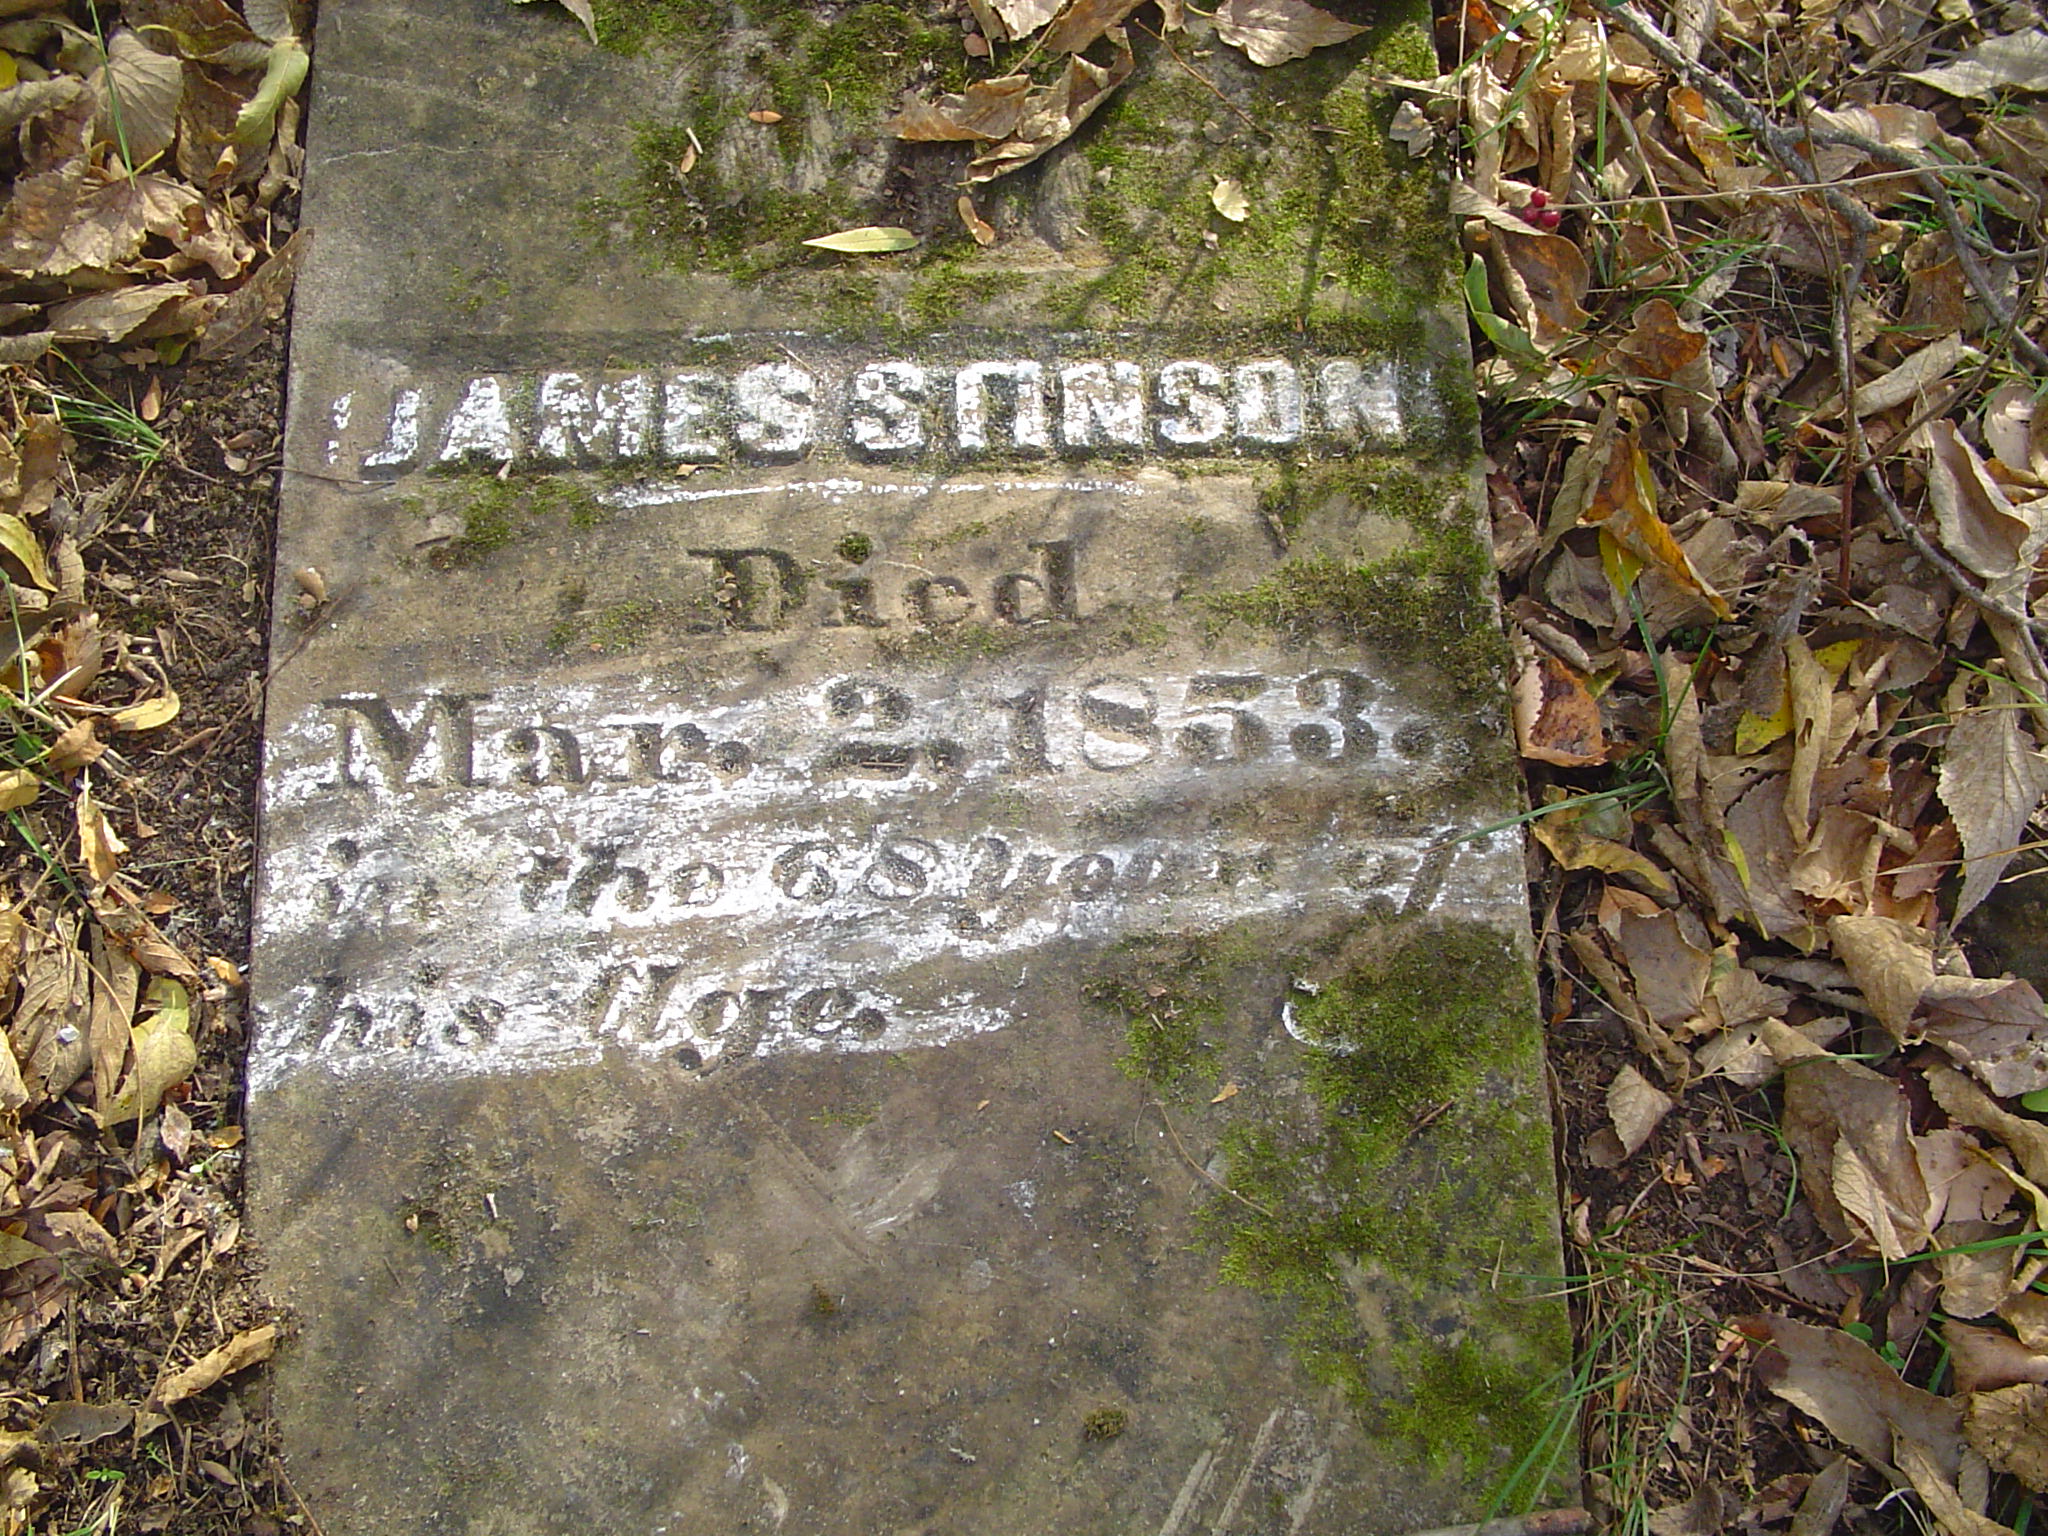 JAMES STINSON
Died
Mar. 2, 1853.
in the 68 year of
his Age.